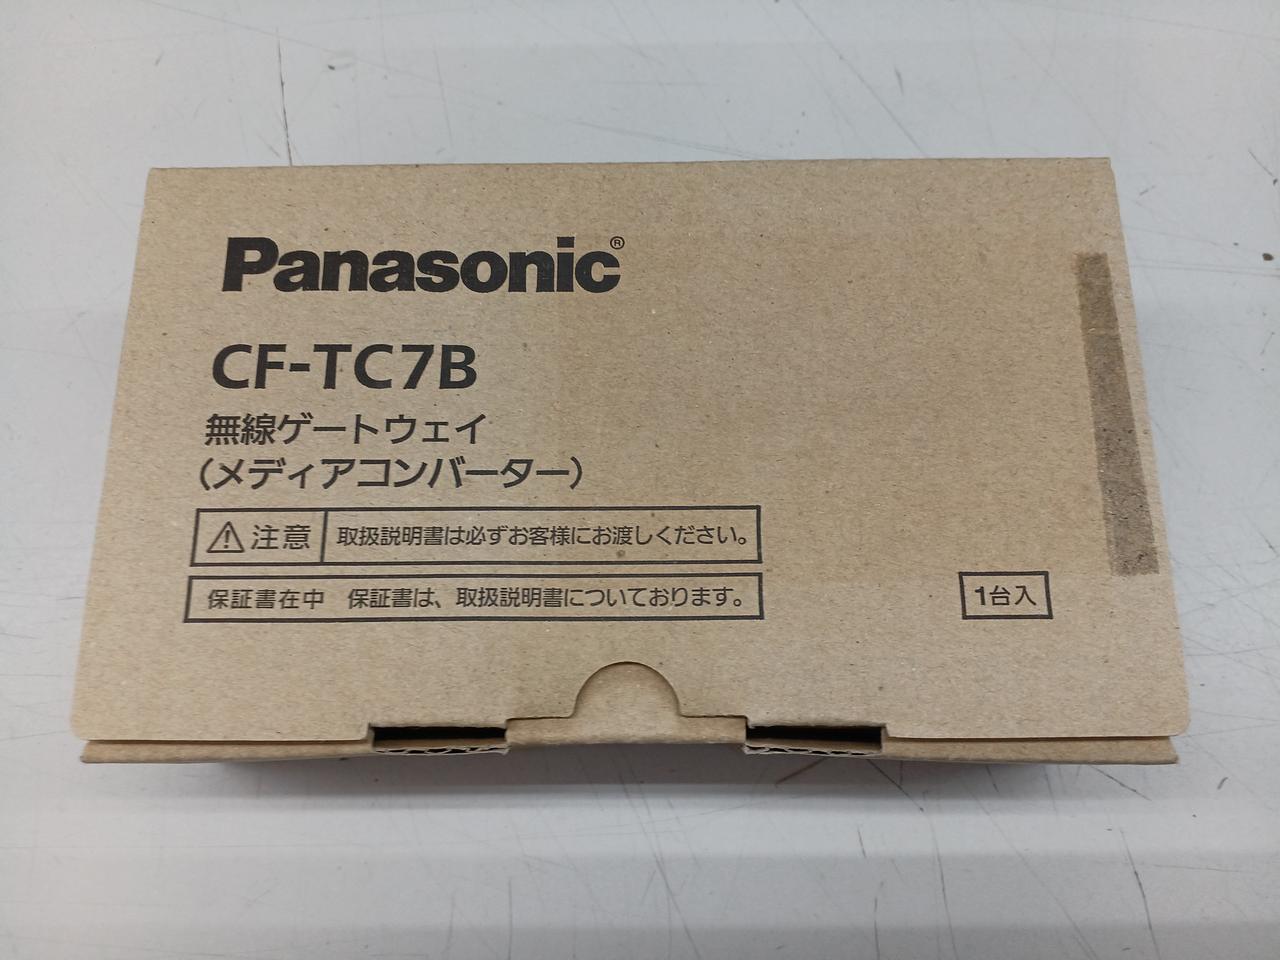 Panasonic®
CF-TC7B
無線ゲートウェイ
（メディアコンバーター）
⚠注意 取扱説明書は必ずお客様にお渡しください。
保証書在中 保証書は、取扱説明書についております。
1台入